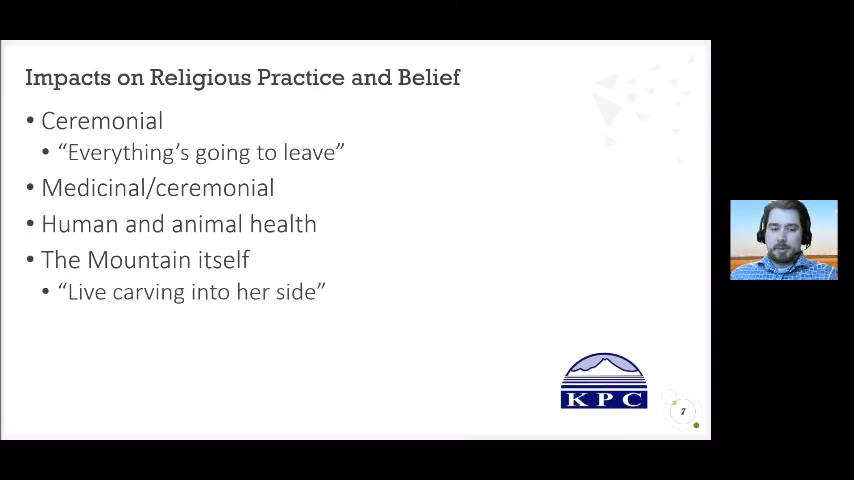 Impacts on Religious Practice and Belief
• Ceremonial
• “Everything’s going to leave”
• Medicinal/ceremonial
• Human and animal health
• The Mountain itself
• “Live carving into her side”
KPC
7